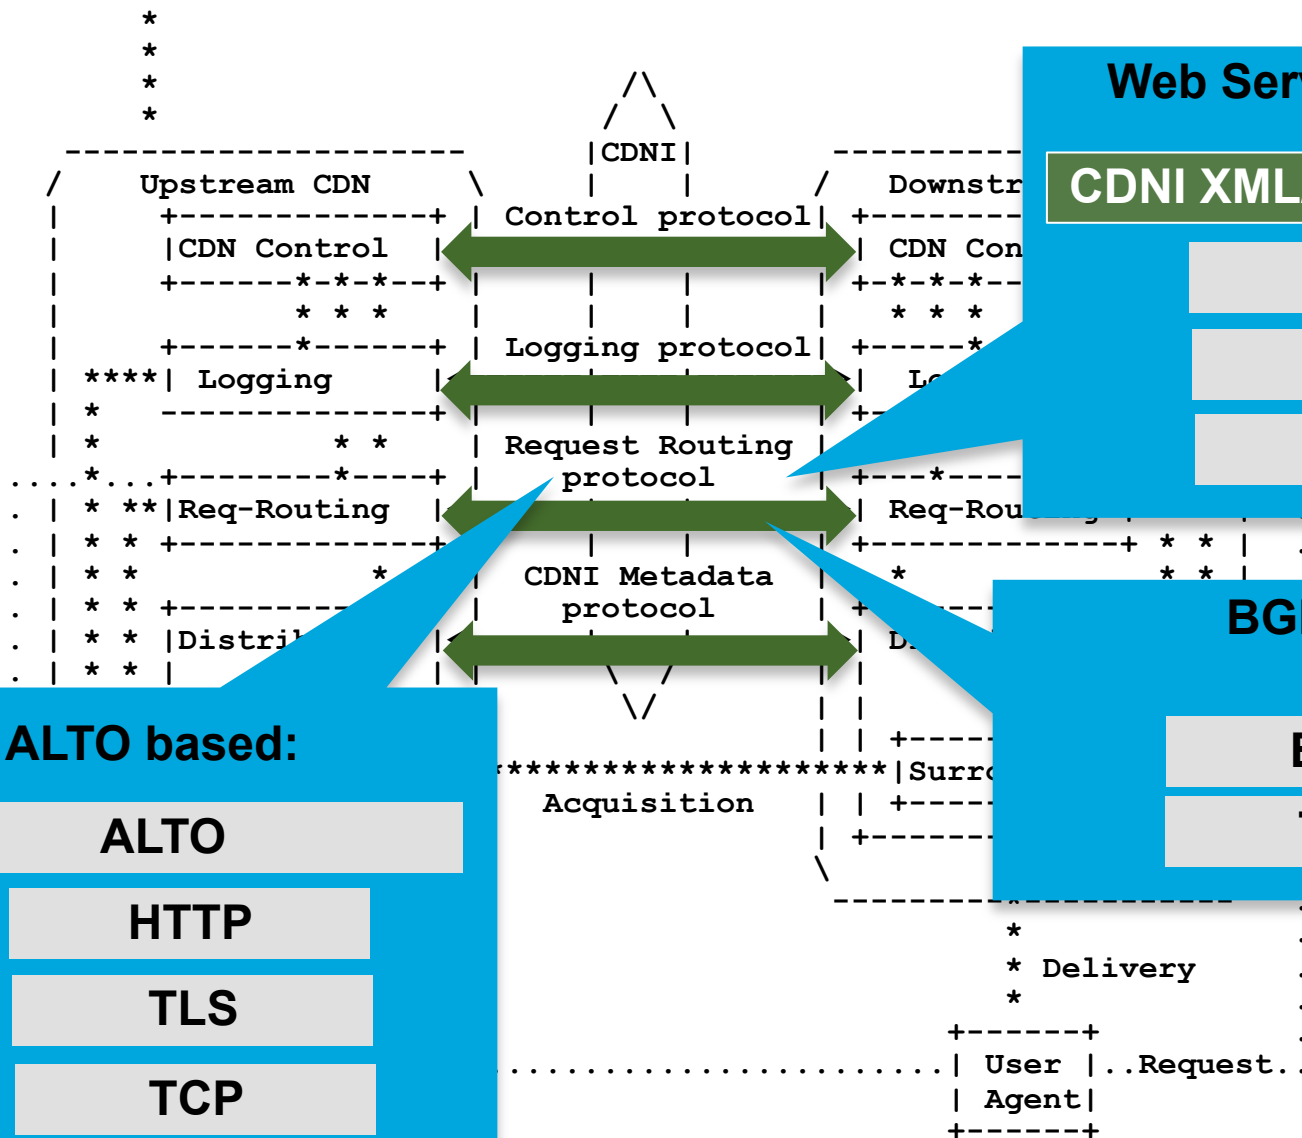 CDNI
Upstream CDN
Control protocol
CDN Control
CDN Con
Logging protocol
Logging
Request Routing
protocol
Req-Routing
Req-Rou
CDNI Metadata
protocol
Distri
Acquisition
Delivery
User
Agent
..Request..
Downstr
Web Ser
CDNI XML
BG
ALTO based:
ALTO
HTTP
TLS
TCP
Surr